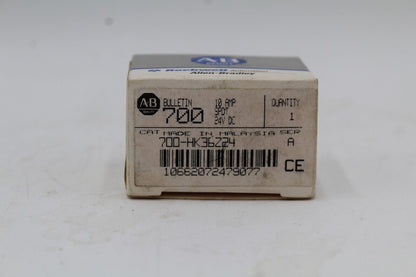 AB
Rockwell
Allen-Bradley
AB BULLETIN 10 AMP QUANTITY
700 SPDT
24V DC 1
CAT MADE IN MALAYSIA SER
700-HK36Z24 A
10662072479077 CE